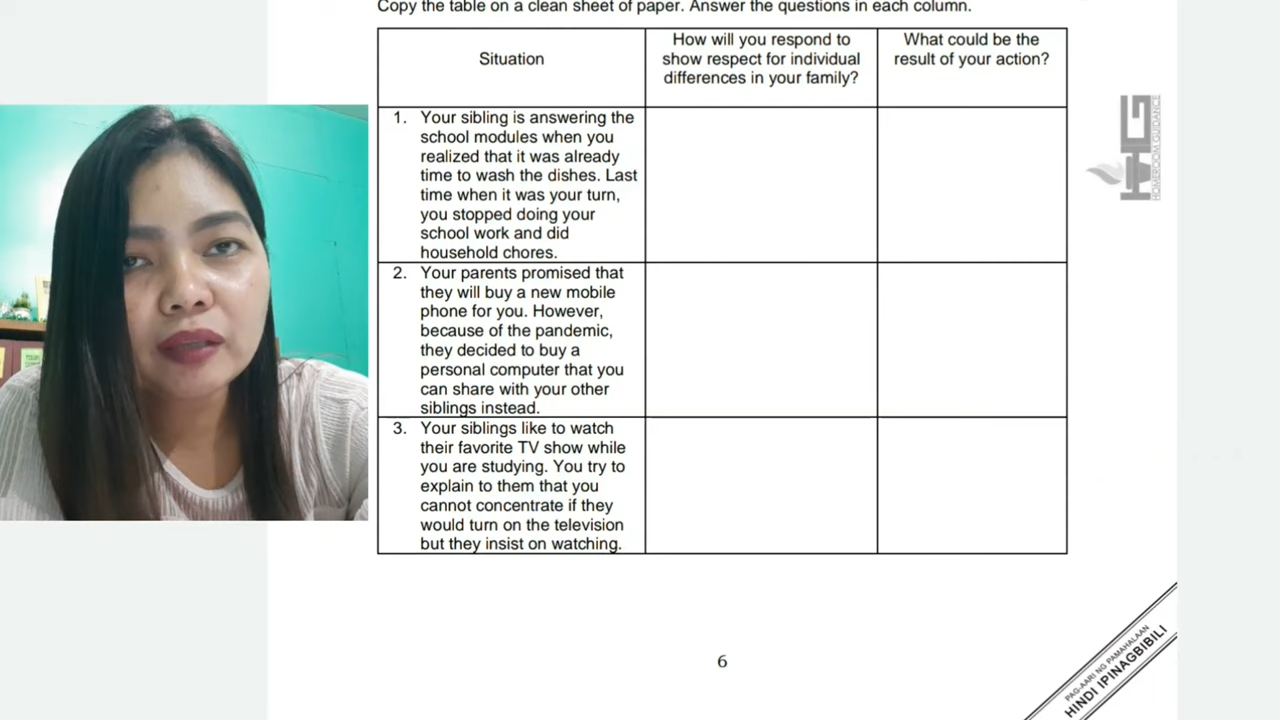 Copy the table on a clean sheet of paper. Answer the questions in each column.
Situation
How will you respond to
show respect for individual
differences in your family?
What could be the
result of your action?
1. Your sibling is answering the
school modules when you
realized that it was already
time to wash the dishes. Last
time when it was your turn,
you stopped doing your
school work and did
household chores.
2. Your parents promised that
they will buy a new mobile
phone for you. However,
because of the pandemic,
they decided to buy a
personal computer that you
can share with your other
siblings instead.
3. Your siblings like to watch
their favorite TV show while
you are studying. You try to
explain to them that you
cannot concentrate if they
would turn on the television
but they insist on watching.
HG
HOMEROOM GUIDANCE
6
PAG-AARI NG PAMAHALAAN
HINDI IPINAGBIBILI